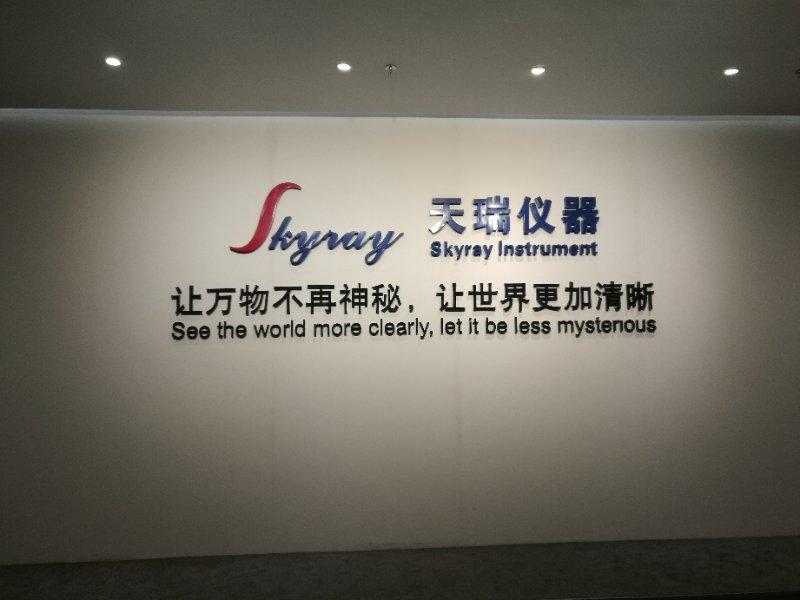 Skyray 天瑞仪器
Skyray Instrument
让万物不再神秘，让世界更加清晰
See the world more clearly, let it be less mysterious